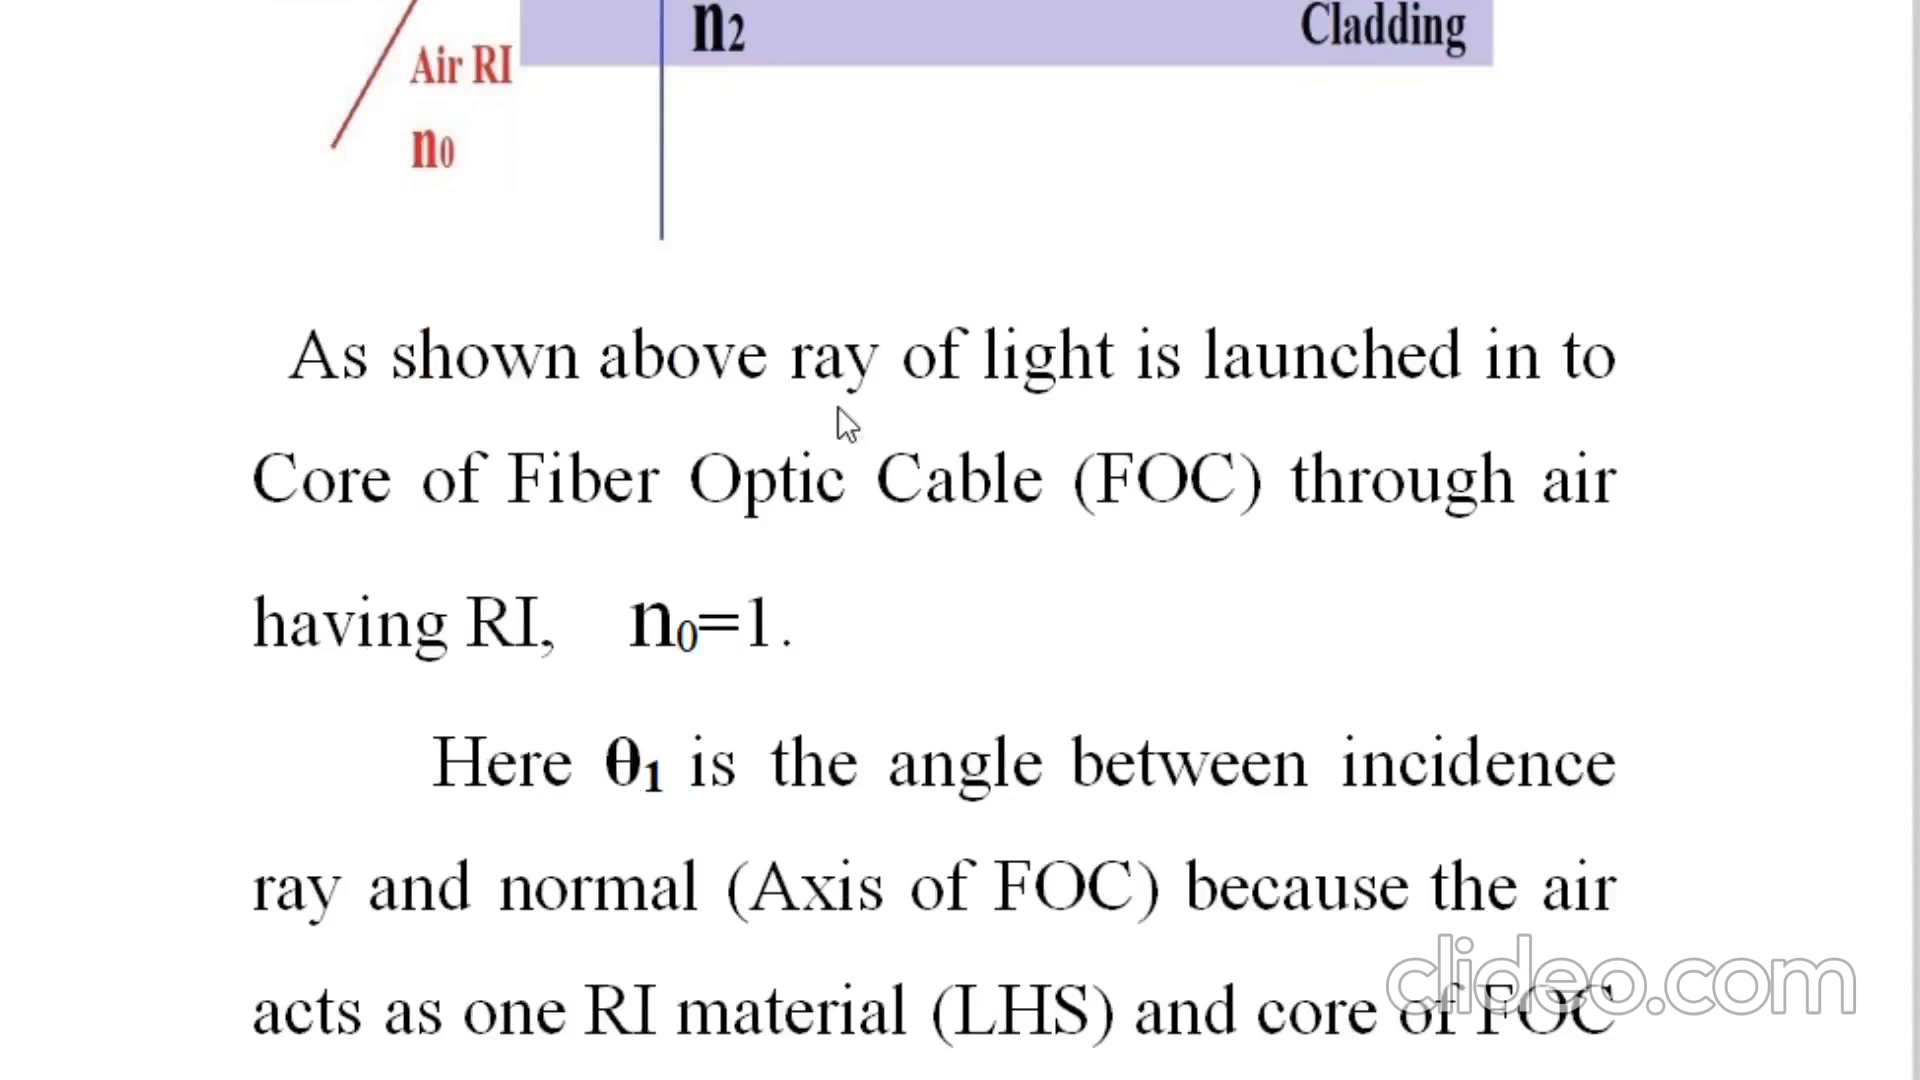 n2 Cladding
Air RI
n0
As shown above ray of light is launched in to
Core of Fiber Optic Cable (FOC) through air
having RI, n0=1.
Here θ1 is the angle between incidence
ray and normal (Axis of FOC) because the air
acts as one RI material (LHS) and core of FOC
clideo.com